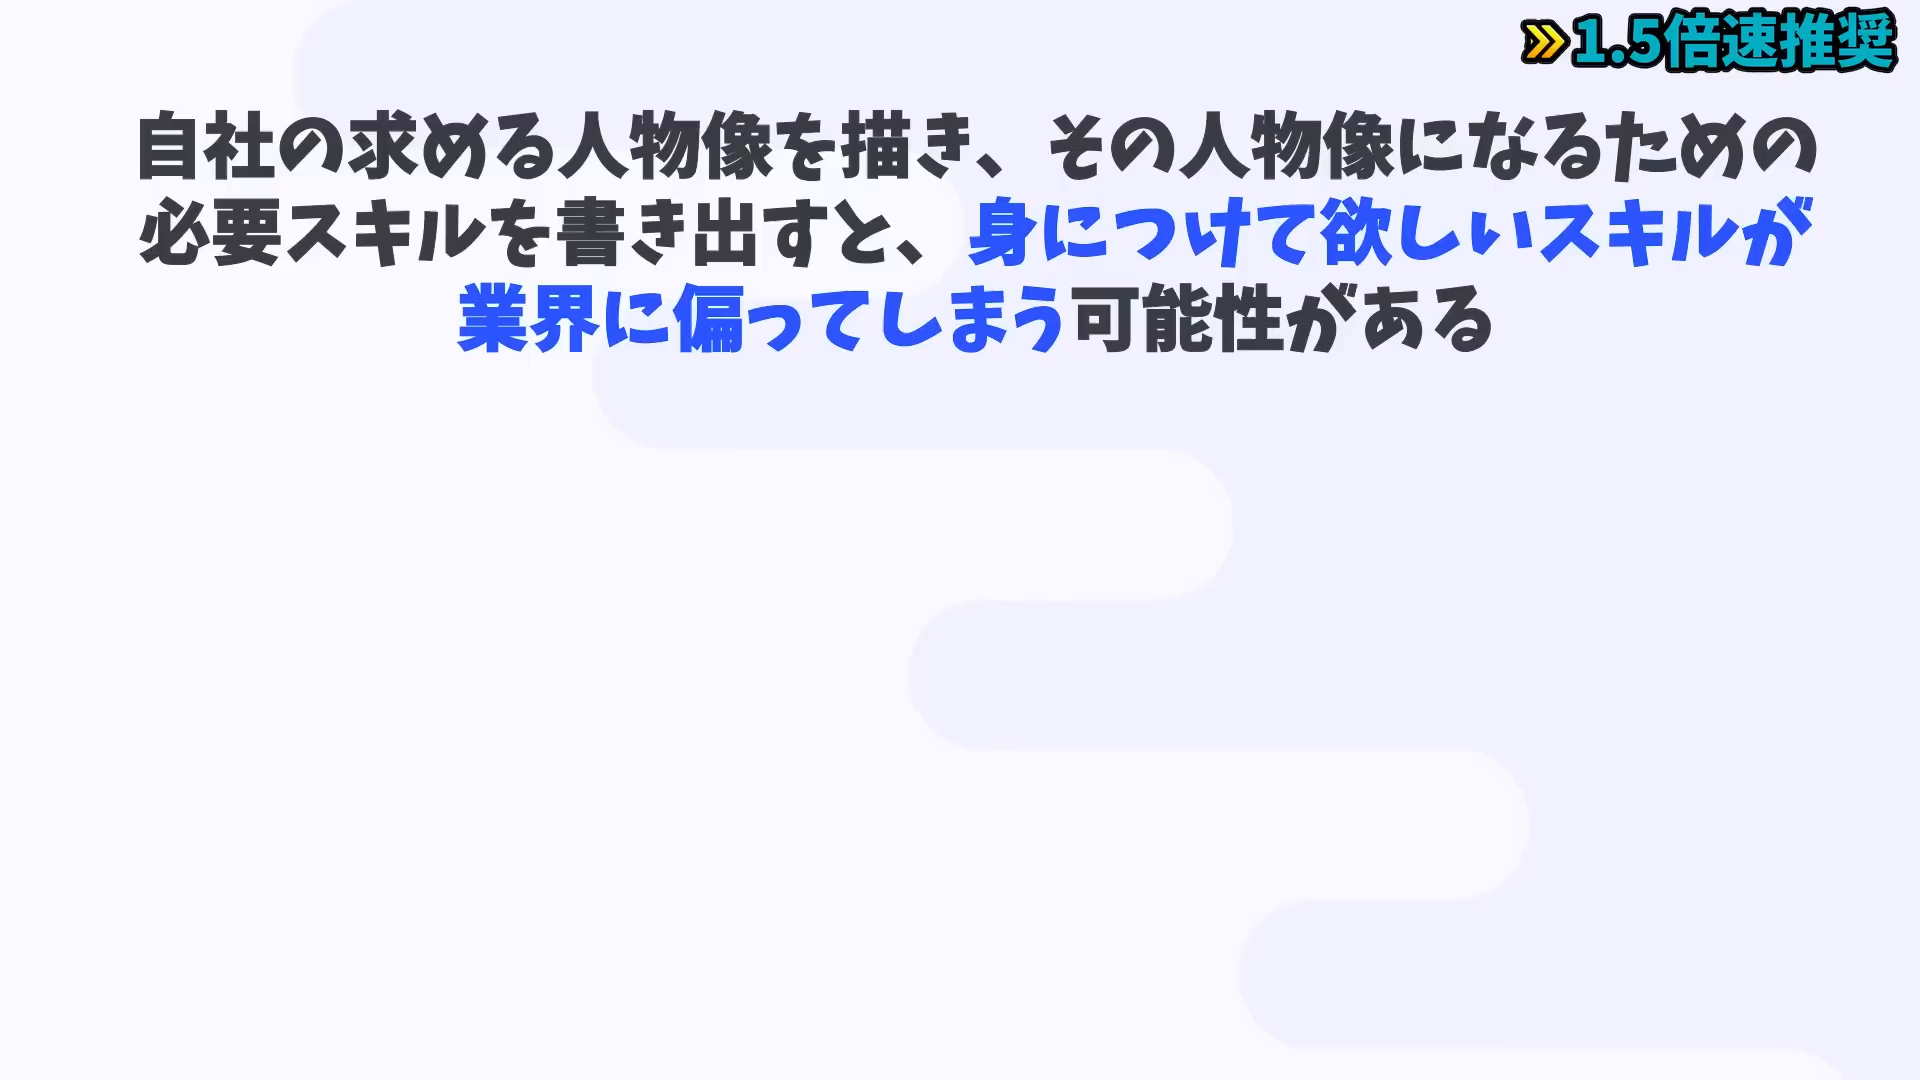 1.5倍速推奨
自社の求める人物像を描き、その人物像になるための
必要スキルを書き出すと、身につけて欲しいスキルが
業界に偏ってしまう可能性がある